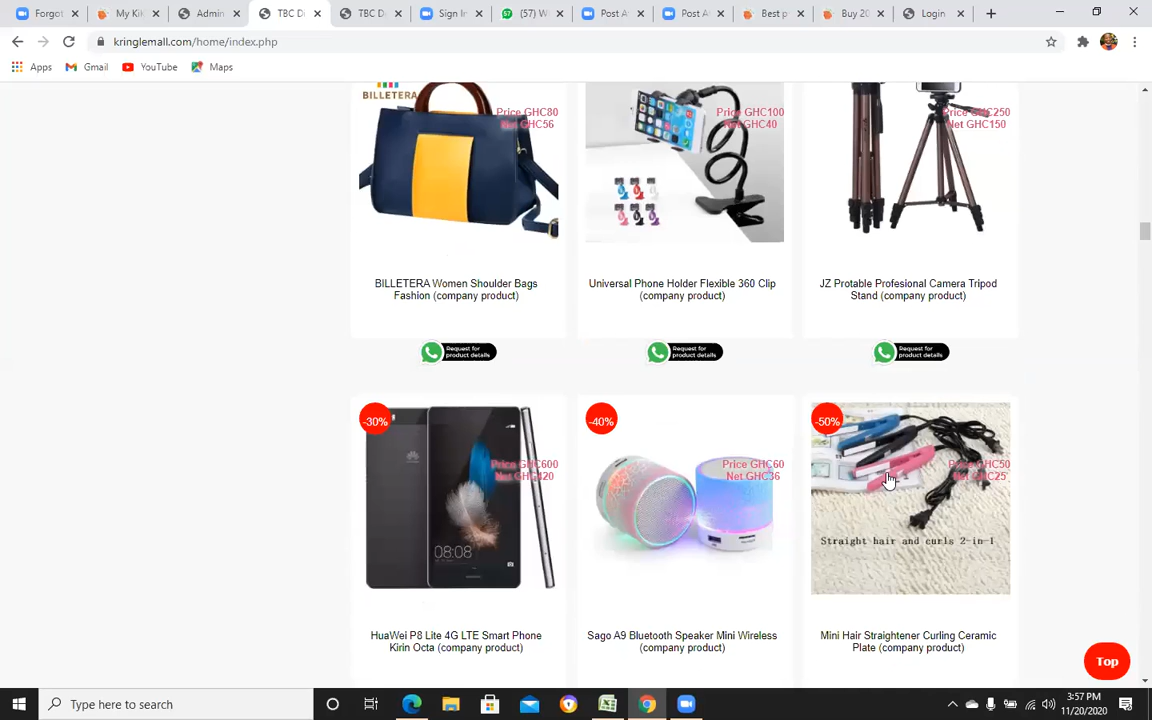 Forgot
My Ki
Admin
TBC Di
TBC D
Sign In
(57) W
Post A
Post A
Best p
Buy 20
Login
kringlemall.com/home/index.php
Apps
Gmail
YouTube
Maps
BILLETERA
Price GHC80
Net GHC56
Price GHC100
Net GHC40
Price GHC250
Net GHC150
BILLETERA Women Shoulder Bags
Fashion (company product)
Universal Phone Holder Flexible 360 Clip
(company product)
JZ Protable Profesional Camera Tripod
Stand (company product)
Request for
product details
Request for
product details
Request for
product details
-30%
Price GHC600
Net GHC420
08:08
-40%
Price GHC60
Net GHC36
-50%
Price GHC50
Net GHC25
Straight hair and curls 2-in-1
HuaWei P8 Lite 4G LTE Smart Phone
Kirin Octa (company product)
Sago A9 Bluetooth Speaker Mini Wireless
(company product)
Mini Hair Straightener Curling Ceramic
Plate (company product)
Top
Type here to search
3:57 PM
11/20/2020